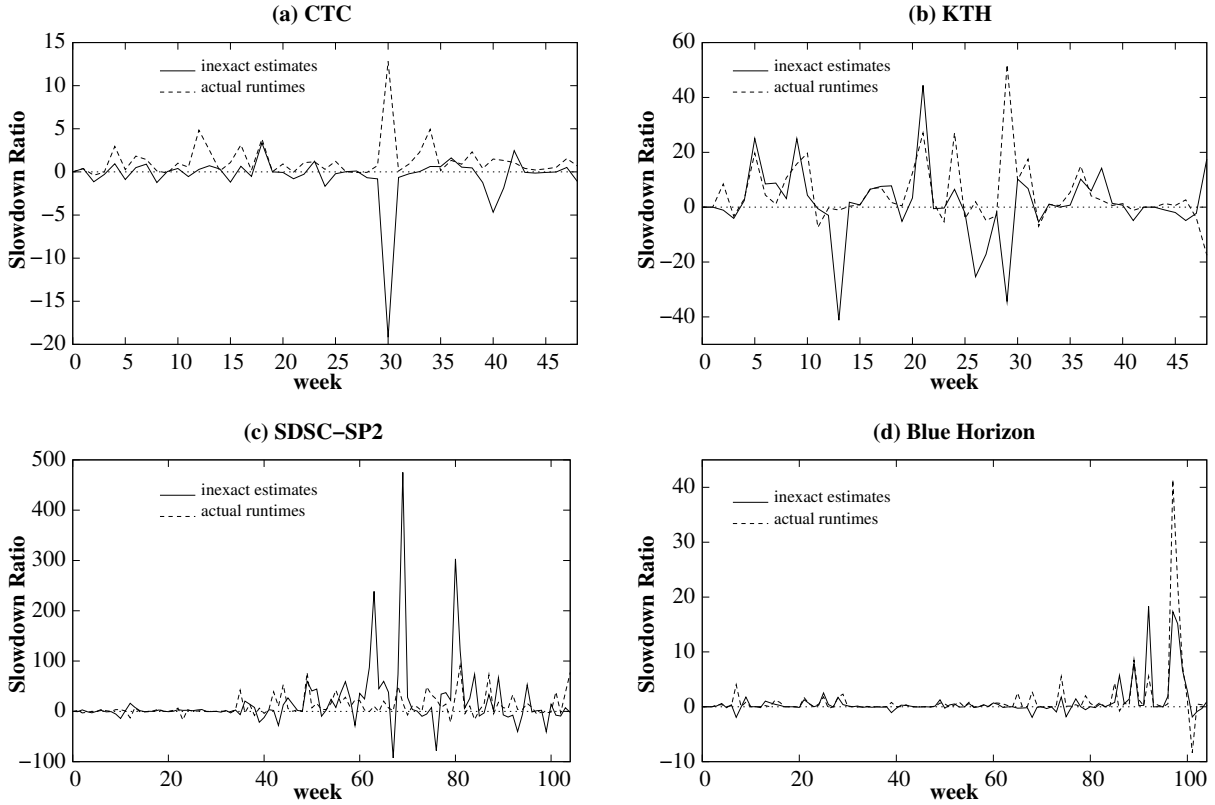 (a) CTC
15
10
5
0
−5
−10
−15
−20
Slowdown Ratio
inexact estimates
actual runtimes
0 5 10 15 20 25 30 35 40 45
week
(b) KTH
60
40
20
0
−20
−40
Slowdown Ratio
inexact estimates
actual runtimes
0 5 10 15 20 25 30 35 40 45
week
(c) SDSC−SP2
500
400
300
200
100
0
−100
Slowdown Ratio
inexact estimates
actual runtimes
0 20 40 60 80 100
week
(d) Blue Horizon
40
30
20
10
0
−10
Slowdown Ratio
inexact estimates
actual runtimes
0 20 40 60 80 100
week